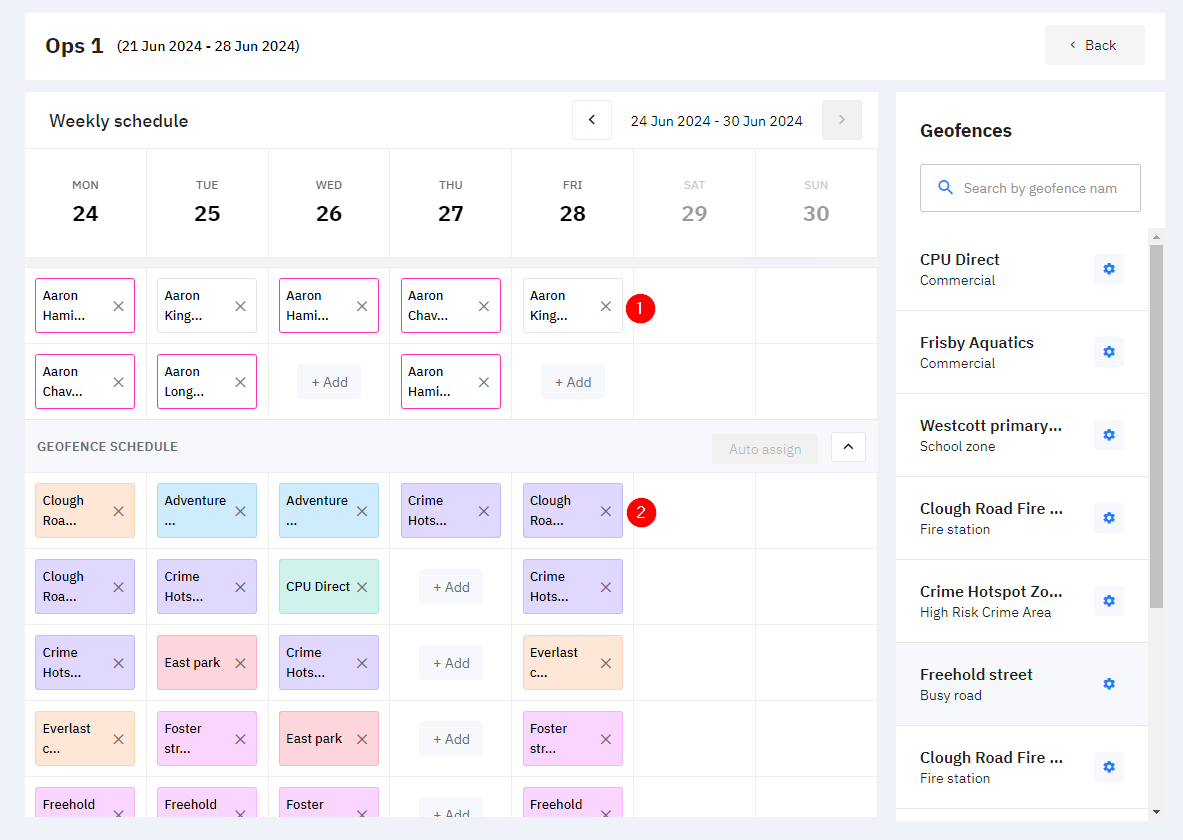 Ops 1 (21 Jun 2024 - 28 Jun 2024)
Back
Weekly schedule
24 Jun 2024 - 30 Jun 2024
MON TUE WED THU FRI SAT SUN
24 25 26 27 28 29 30
Aaron Aaron Aaron Aaron Aaron
Hami... King... Hami... Chav... King...
1
Aaron Aaron + Add Aaron + Add
Chav... Long... Hami...
GEOFENCE SCHEDULE
Auto assign
Clough Adventure Adventure Crime Clough
Roa... ... ... Hots... Roa...
2
Clough Crime CPU Direct + Add Crime
Roa... Hots... Hots...
Crime East park Crime + Add Everlast
Hots... Hots... c...
Everlast Foster East park + Add Foster
c... str... str...
Freehold Freehold Foster + Add Freehold
Geofences
Search by geofence nam
CPU Direct
Commercial
Frisby Aquatics
Commercial
Westcott primary...
School zone
Clough Road Fire ...
Fire station
Crime Hotspot Zo...
High Risk Crime Area
Freehold street
Busy road
Clough Road Fire ...
Fire station